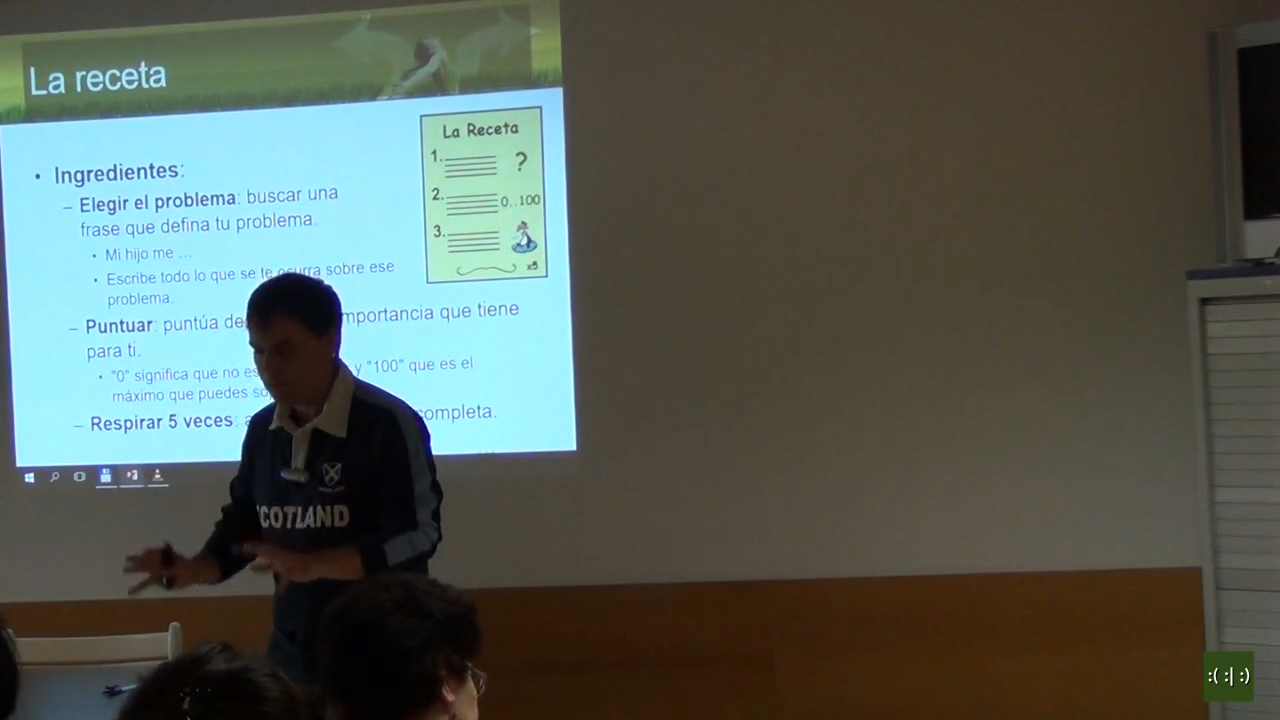 La receta
La Receta
1.
?
2.
0..100
3.
x5
• Ingredientes:
– Elegir el problema: buscar una
frase que defina tu problema.
• Mi hijo me ...
• Escribe todo lo que se te ocurra sobre ese
problema.
– Puntuar: puntúa importancia que tiene
para ti.
• "0" significa que no y "100" que es el
máximo que puedes
– Respirar 5 veces: completa.
SCOTLAND
:( :| :)